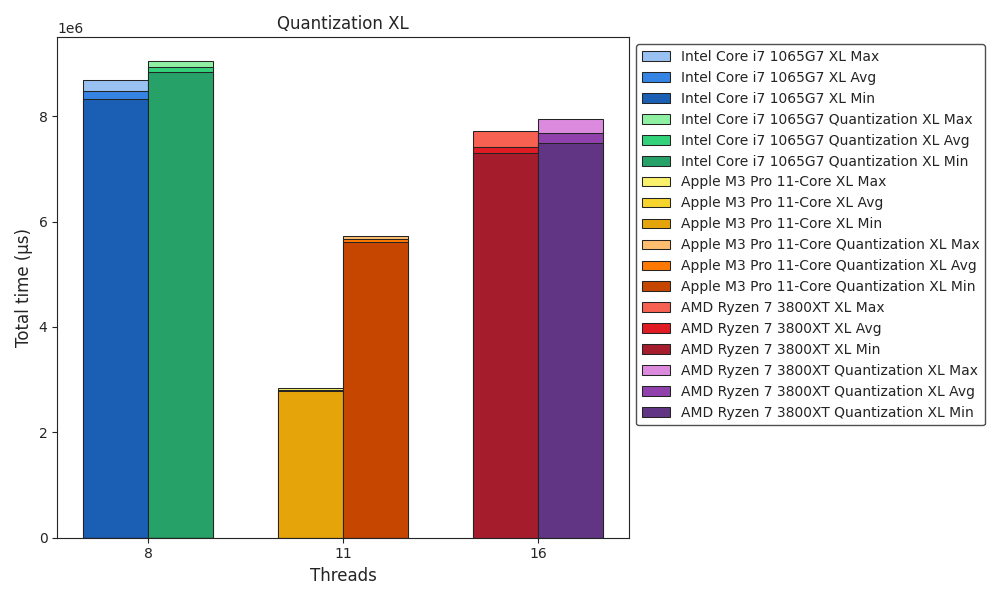 Quantization XL
1e6
8
6
4
2
0
Total time (µs)
8
11
16
Threads
Intel Core i7 1065G7 XL Max
Intel Core i7 1065G7 XL Avg
Intel Core i7 1065G7 XL Min
Intel Core i7 1065G7 Quantization XL Max
Intel Core i7 1065G7 Quantization XL Avg
Intel Core i7 1065G7 Quantization XL Min
Apple M3 Pro 11-Core XL Max
Apple M3 Pro 11-Core XL Avg
Apple M3 Pro 11-Core XL Min
Apple M3 Pro 11-Core Quantization XL Max
Apple M3 Pro 11-Core Quantization XL Avg
Apple M3 Pro 11-Core Quantization XL Min
AMD Ryzen 7 3800XT XL Max
AMD Ryzen 7 3800XT XL Avg
AMD Ryzen 7 3800XT XL Min
AMD Ryzen 7 3800XT Quantization XL Max
AMD Ryzen 7 3800XT Quantization XL Avg
AMD Ryzen 7 3800XT Quantization XL Min